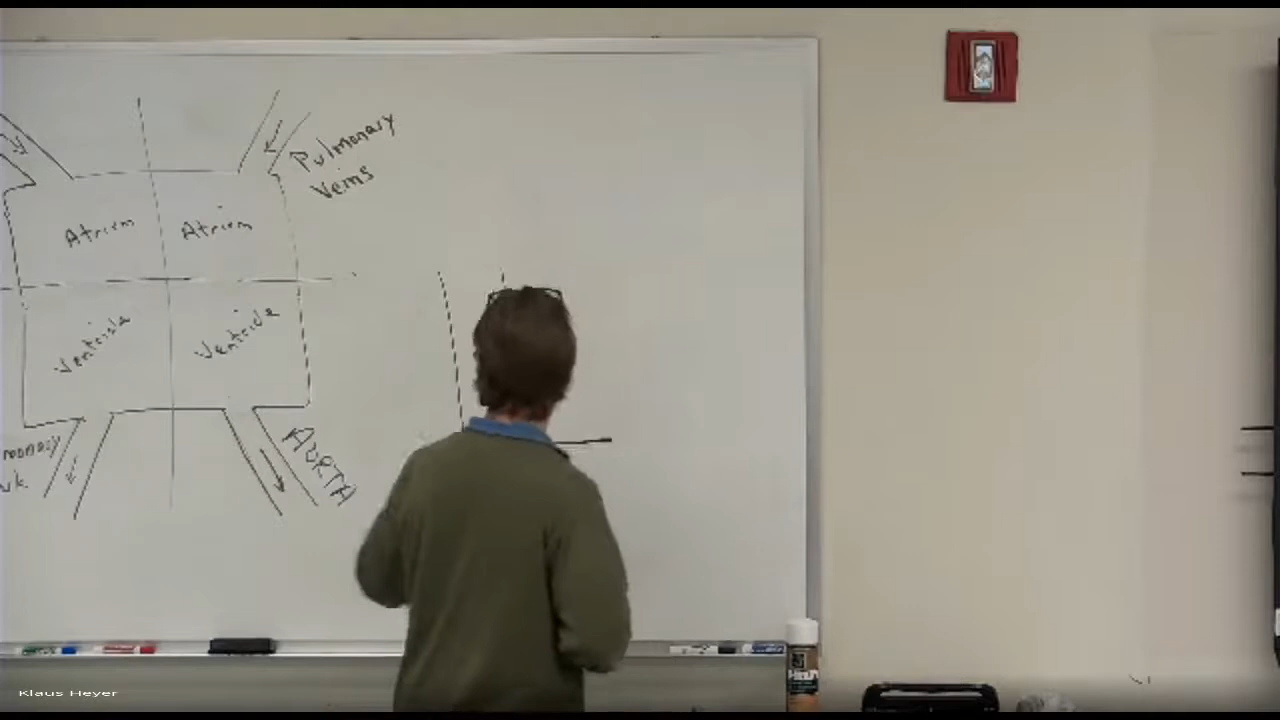 Pulmonary
Veins
Atrium Atrium
Ventricle Ventricle
AORTA
Klaus Heyer